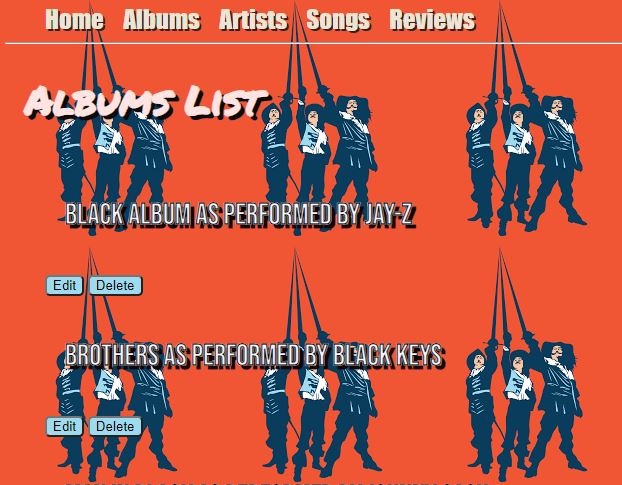 Home Albums Artists Songs Reviews
Albums List
BLACK ALBUM AS PERFORMED BY JAY-Z
Edit Delete
BROTHERS AS PERFORMED BY BLACK KEYS
Edit Delete